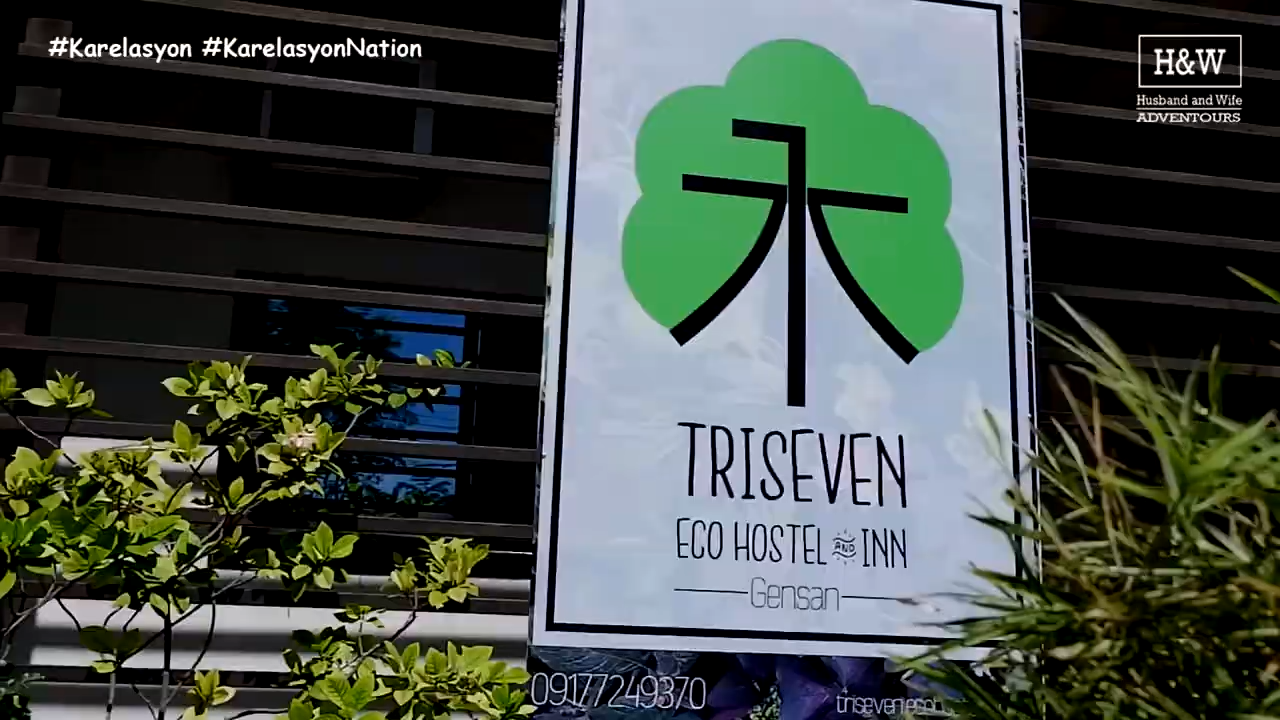 #Karelasyon #KarelasyonNation
H&W
Husband and Wife
ADVENTOURS
TRISEVEN
ECO HOSTEL AND INN
Gensan
09177249370